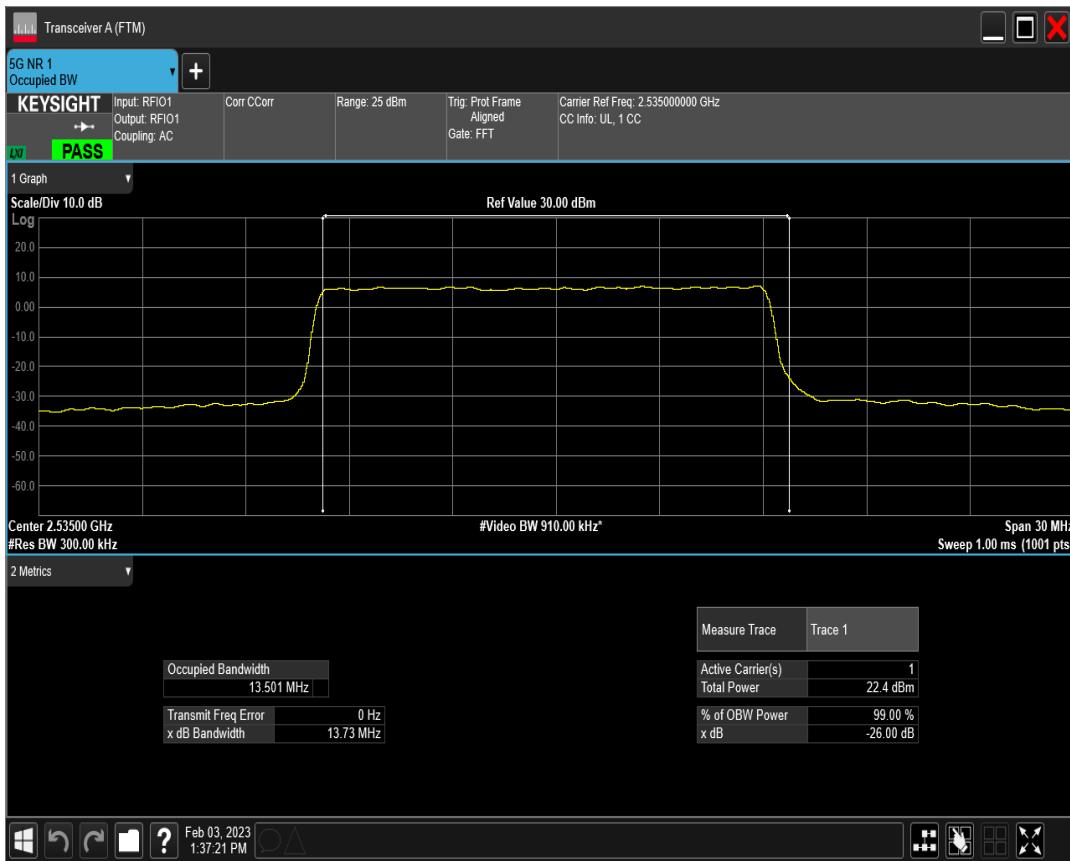 Transceiver A (FTM)
5G NR 1
Occupied BW
+
KEYSIGHT
LXI
PASS
Input: RFIO1
Output: RFIO1
Coupling: AC
Corr CCorr
Range: 25 dBm
Trig: Prot Frame
Aligned
Gate: FFT
Carrier Ref Freq: 2.535000000 GHz
CC Info: UL, 1 CC
1 Graph
Scale/Div 10.0 dB
Ref Value 30.00 dBm
Log
20.0
10.0
0.00
-10.0
-20.0
-30.0
-40.0
-50.0
-60.0
Center 2.53500 GHz
#Video BW 910.00 kHz*
Span 30 MHz
#Res BW 300.00 kHz
Sweep 1.00 ms (1001 pts
2 Metrics
Measure Trace Trace 1
Occupied Bandwidth
13.501 MHz
Active Carrier(s) 1
Total Power 22.4 dBm
Transmit Freq Error 0 Hz
x dB Bandwidth 13.73 MHz
% of OBW Power 99.00 %
x dB -26.00 dB
?
Feb 03, 2023
1:37:21 PM